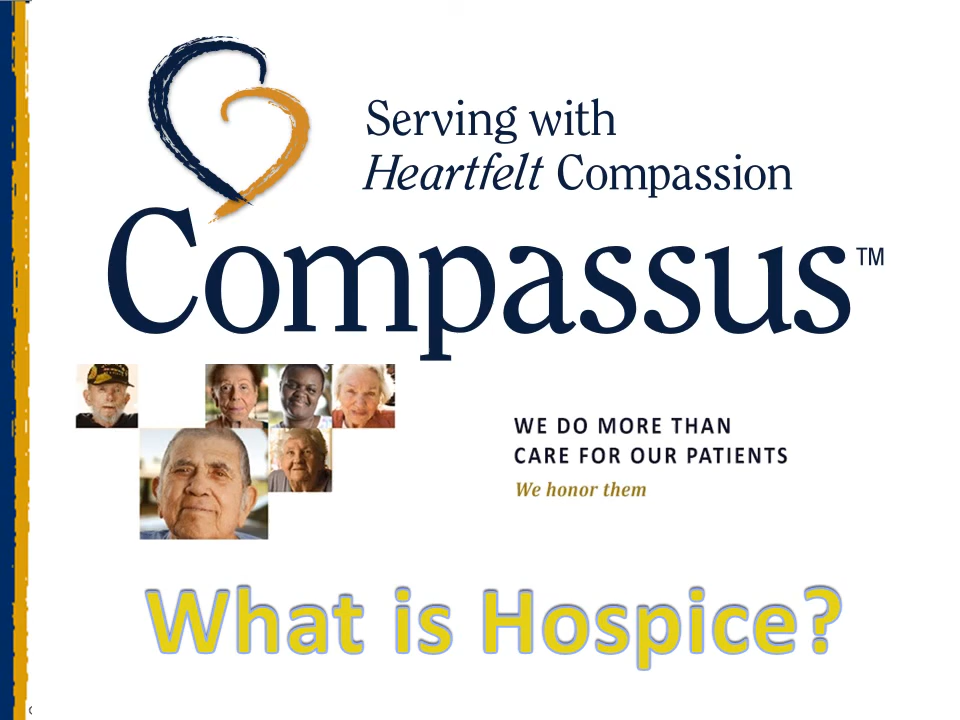 Serving with
Heartfelt Compassion
Compassus™
WE DO MORE THAN
CARE FOR OUR PATIENTS
We honor them
What is Hospice?